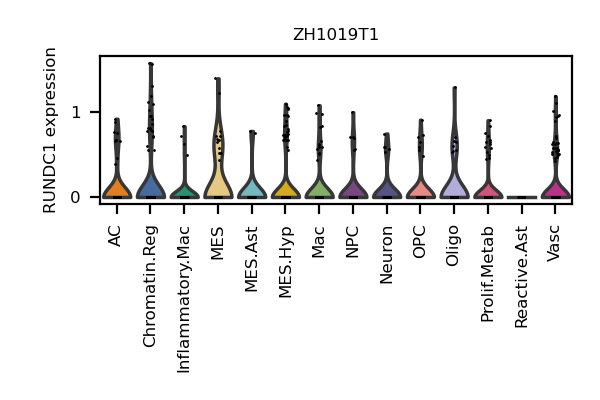 ZH1019T1
RUNDC1 expression
1
0
AC
Chromatin.Reg
Inflammatory.Mac
MES
MES.Ast
MES.Hyp
Mac
NPC
Neuron
OPC
Oligo
Prolif.Metab
Reactive.Ast
Vasc